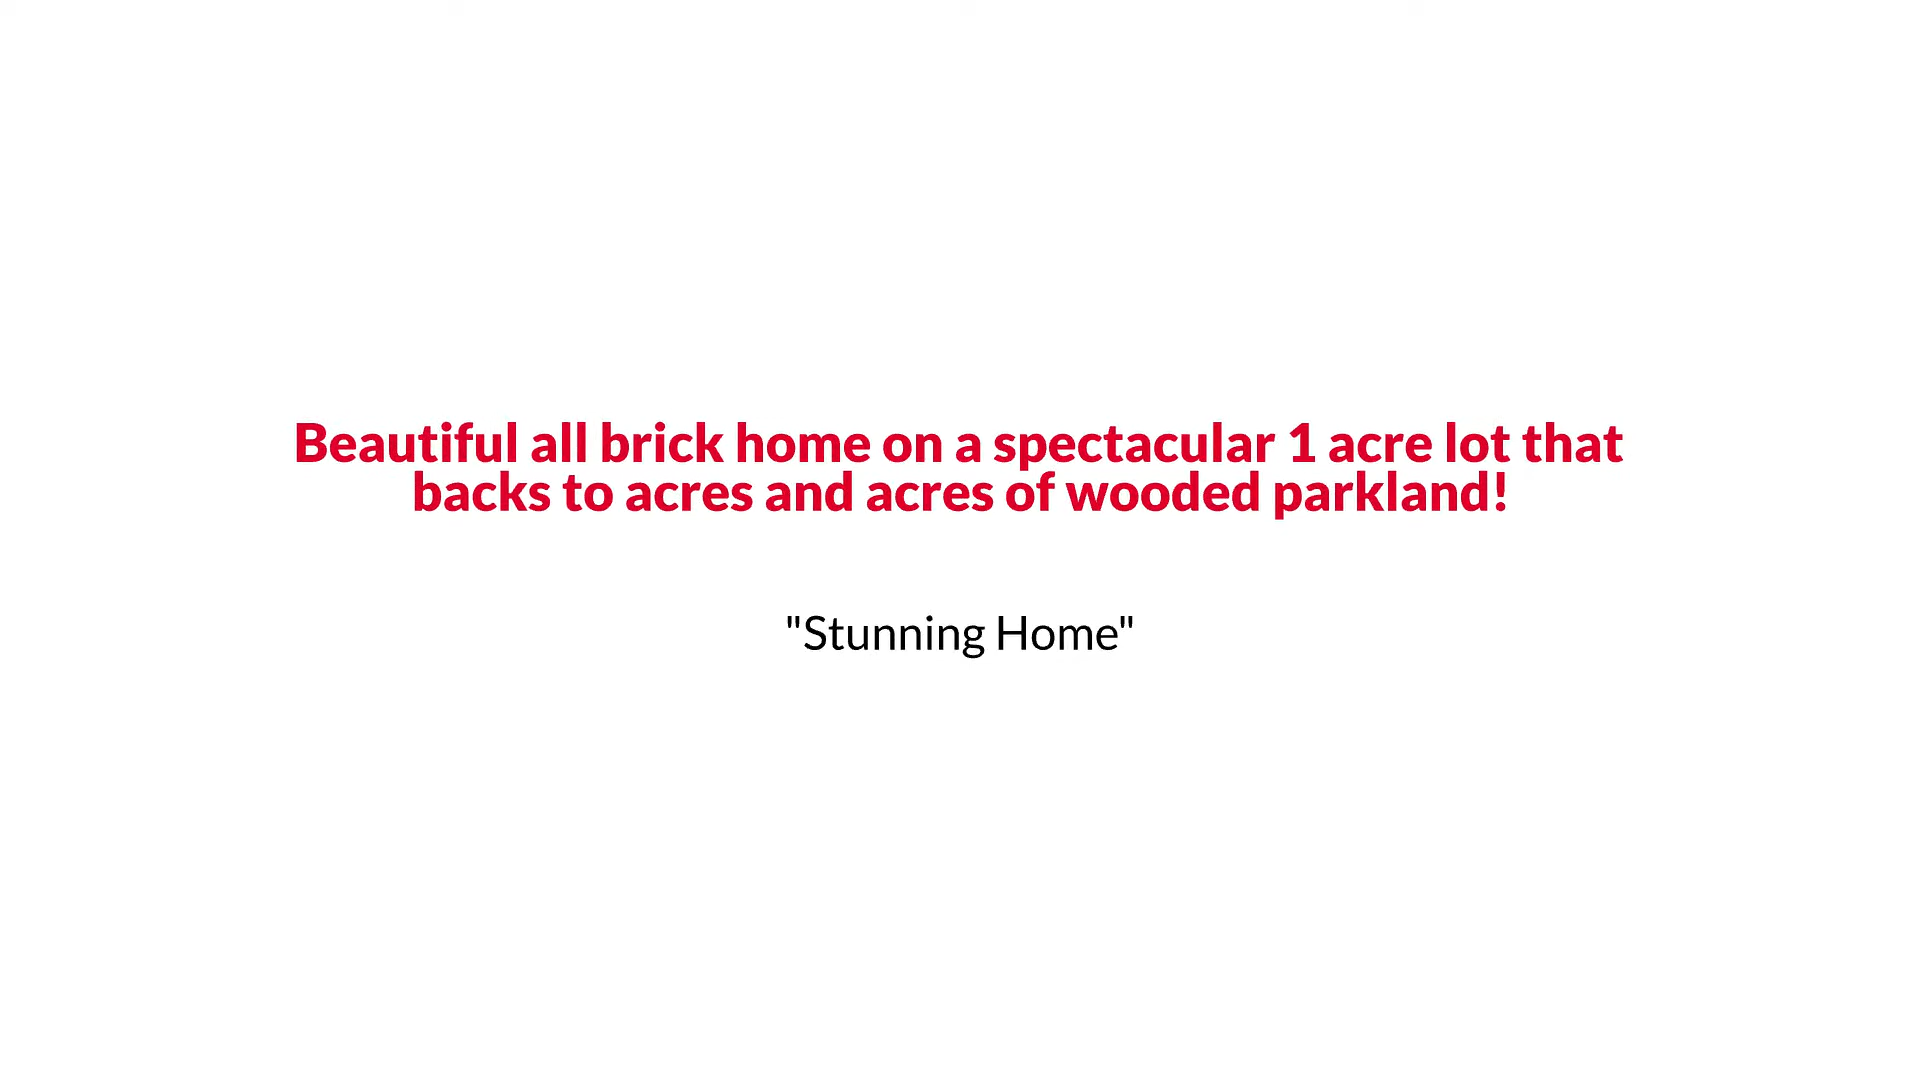 Beautiful all brick home on a spectacular 1 acre lot that
backs to acres and acres of wooded parkland!
"Stunning Home"